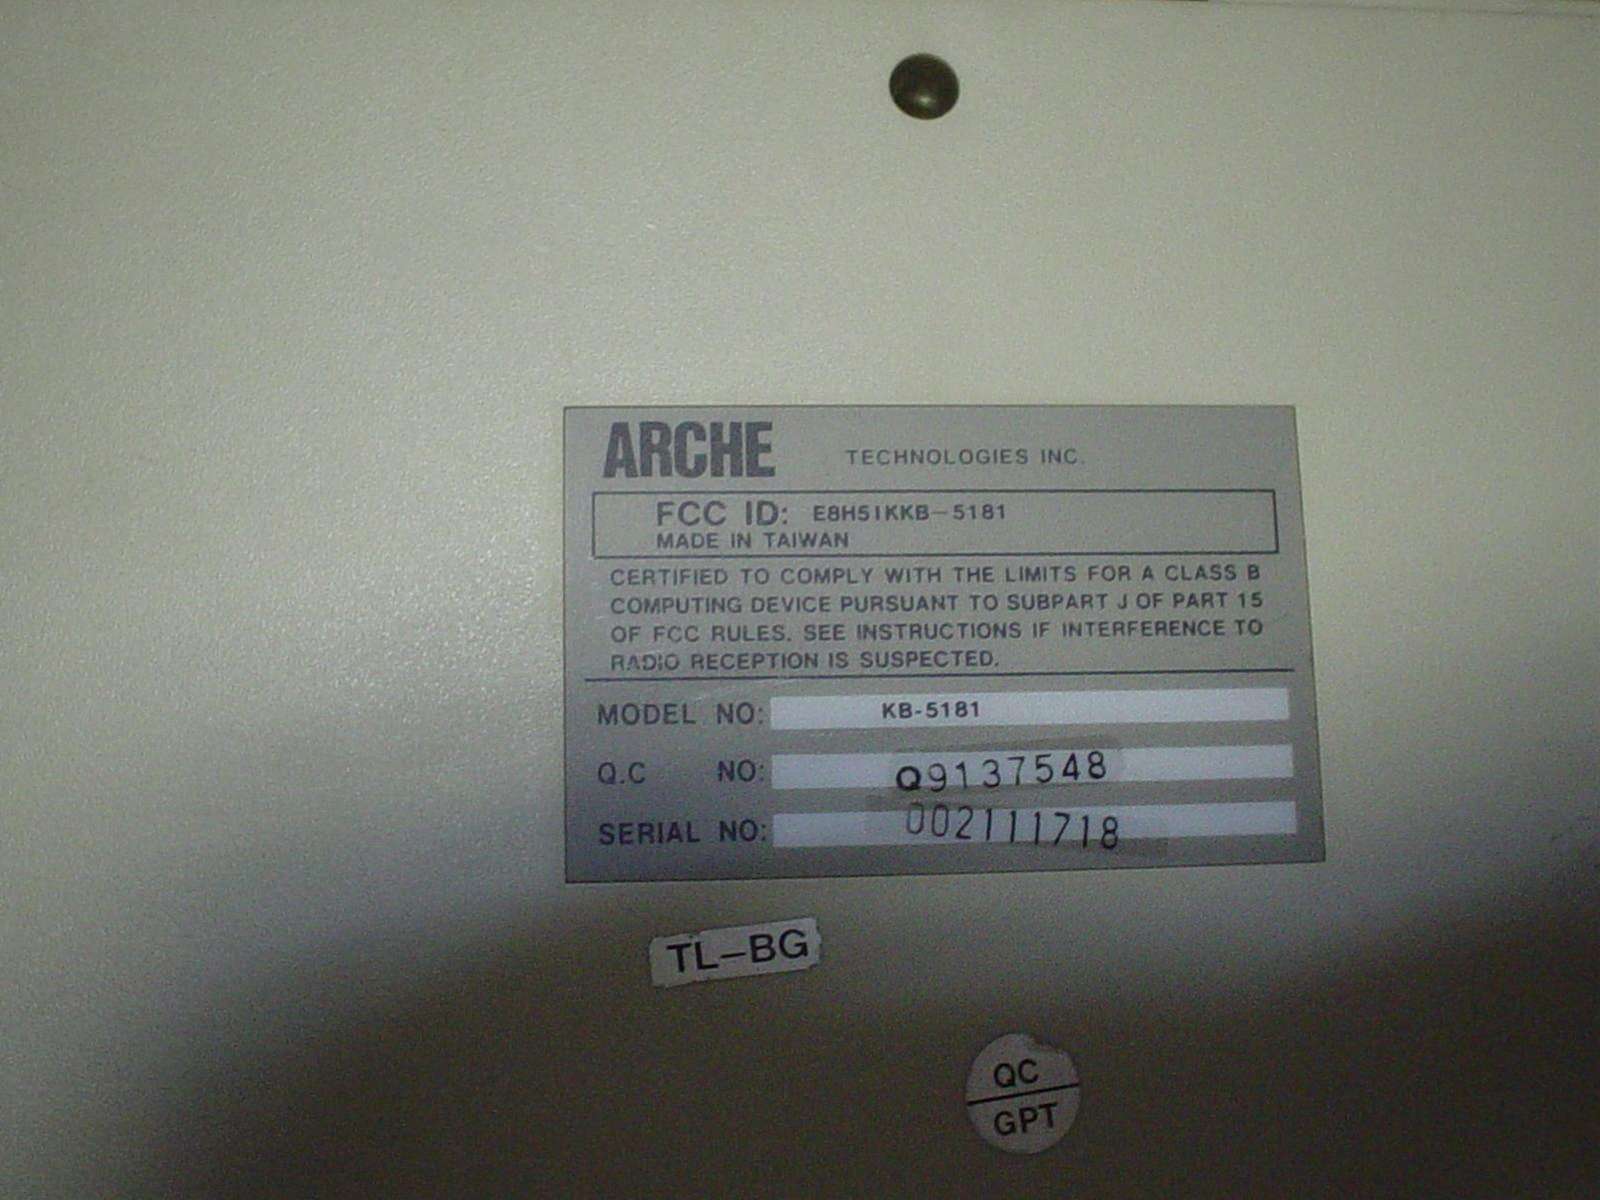 ARCHE TECHNOLOGIES INC.
FCC ID: E8H51KKB-5181
MADE IN TAIWAN
CERTIFIED TO COMPLY WITH THE LIMITS FOR A CLASS B
COMPUTING DEVICE PURSUANT TO SUBPART J OF PART 15
OF FCC RULES. SEE INSTRUCTIONS IF INTERFERENCE TO
RADIO RECEPTION IS SUSPECTED.
MODEL NO: KB-5181
Q.C NO: Q9137548
SERIAL NO: 002111718
TL-BG
QC
GPT